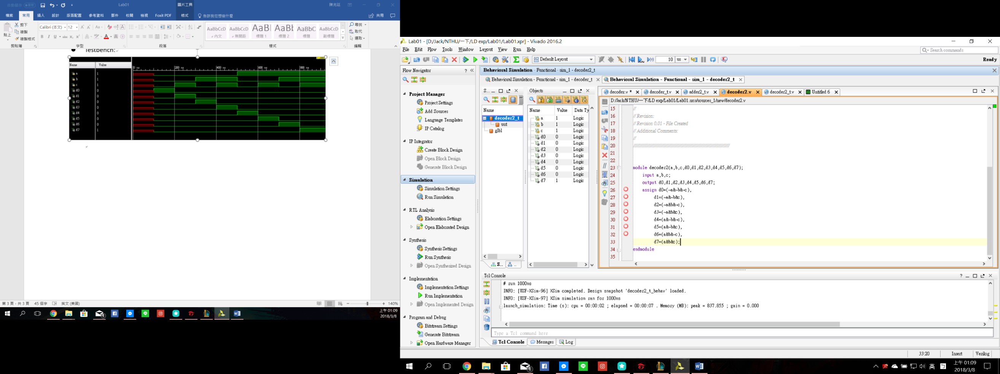 自動儲存 關閉
Lab01
圖片工具
陳兆廷
檔案 常用 插入 設計 版面配置 參考資料 郵件 校閱 檢視 Foxit PDF 格式 告訴我您想做什麼
共用
貼上 剪下
複製
複製格式
剪貼簿
Calibri (本文) 12
B I U abc X₂ X²
字型
段落
AaBbCcD AaBbCcD AaB AaBb AaBbC AaBbCcD
內文 無間距 標題 1 標題 2 標題 副標題
樣式
尋找
取代
選取
編輯
Testbench:
Name Value
0 ns 200 ns 400 ns 600 ns 800 ns
a 1
b 1
c 1
d0 0
d1 0
d2 0
d3 0
d4 0
d5 0
d6 0
d7 1
第 3 頁，共 3 頁 45 個字 英文 (美國)
140%
上午 01:09
2018/3/8
Lab01 - [D:/Jack/NTHU/一下/LD exp/Lab01/Lab01.xpr] - Vivado 2016.2
File Edit Flow Tools Window Layout View Run Help
Search commands
Default Layout
10 us
Ready
Flow Navigator
Project Manager
Project Settings
Add Sources
Language Templates
IP Catalog
IP Integrator
Create Block Design
Open Block Design
Generate Block Design
Simulation
Simulation Settings
Run Simulation
RTL Analysis
Elaboration Settings
Open Elaborated Design
Synthesis
Synthesis Settings
Run Synthesis
Open Synthesized Design
Implementation
Implementation Settings
Run Implementation
Open Implemented Design
Program and Debug
Bitstream Settings
Generate Bitstream
Open Hardware Manager
Behavioral Simulation - Functional - sim_1 - decoder2_t
Behavioral Simulation - Functional - sim_1 - decoder_t
Behavioral Simulation - Functional - sim_1 - decoder2_t
S...
Name
decoder2_t
uut
glbl
S..
Objects
Name Value Data Ty
a 1 Logic
b 1 Logic
c 1 Logic
d0 0 Logic
d1 0 Logic
d2 0 Logic
d3 0 Logic
d4 0 Logic
d5 0 Logic
d6 0 Logic
d7 1 Logic
decoder.v * decoder_t.v adder2_t.v decoder2.v decoder2_t.v Untitled 6
D:/Jack/NTHU/一下/LD exp/Lab01/Lab01.srcs/sources_1/new/decoder2.v
15 //
16 // Revision:
17 // Revision 0.01 - File Created
18 // Additional Comments:
19 //
20 //////////////////////////////////////////////////////////////////////////////////
21
22
23 module decoder2(a,b,c,d0,d1,d2,d3,d4,d5,d6,d7);
24 input a,b,c;
25 output d0,d1,d2,d3,d4,d5,d6,d7;
26 assign d0=(~a&~b&~c),
27 d1=(~a&~b&c),
28 d2=(~a&b&~c),
29 d3=(~a&b&c),
30 d4=(a&~b&~c),
31 d5=(a&~b&c),
32 d6=(a&b&~c),
33 d7=(a&b&c);
34 endmodule
35
Tcl Console
# run 1000ns
INFO: [USF-XSim-96] XSim completed. Design snapshot 'decoder2_t_behav' loaded.
INFO: [USF-XSim-97] XSim simulation ran for 1000ns
launch_simulation: Time (s): cpu = 00:00:02 ; elapsed = 00:00:07 . Memory (MB): peak = 837.855 ; gain = 0.000
Type a Tcl command here
Tcl Console Messages Log
33:20 Insert Verilog
英
上午 01:09
2018/3/8